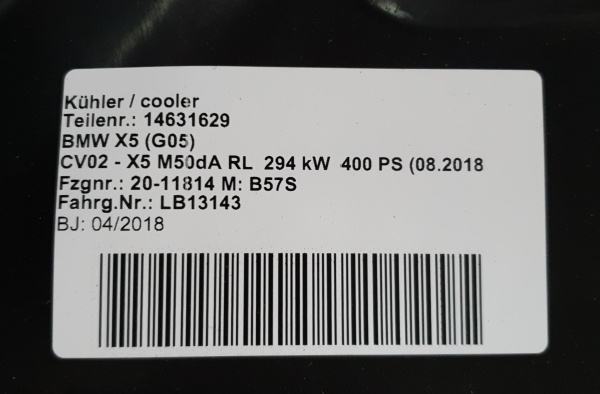 Kühler / cooler
Teilenr.: 14631629
BMW X5 (G05)
CV02 - X5 M50dA RL 294 kW 400 PS (08.2018
Fzgnr.: 20-11814 M: B57S
Fahrg.Nr.: LB13143
BJ: 04/2018